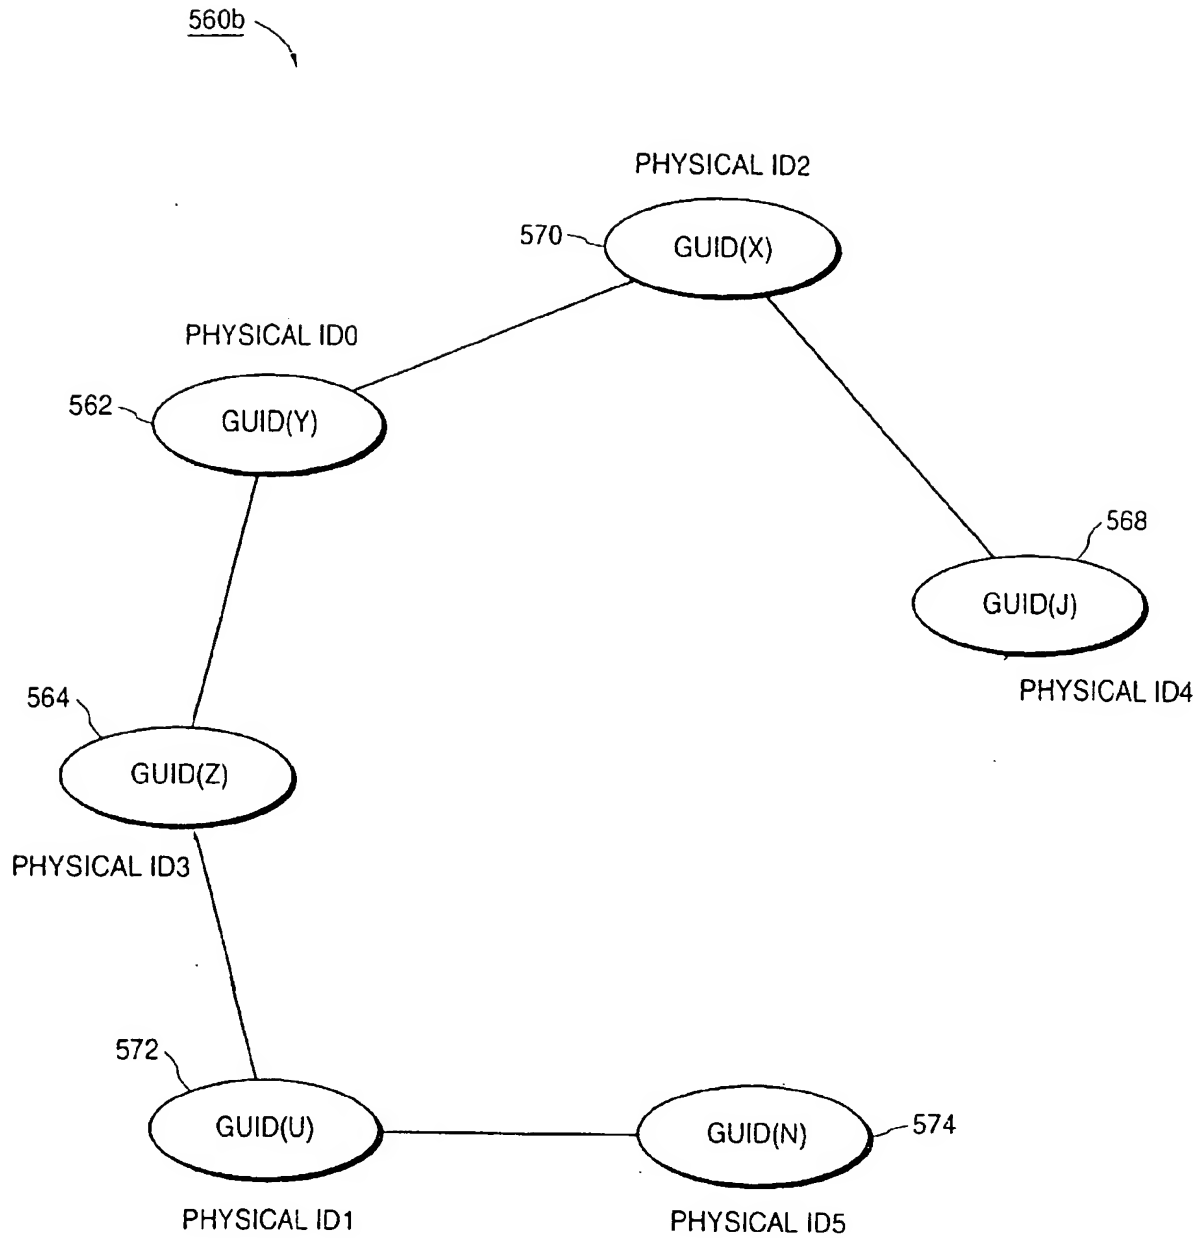 560b
PHYSICAL ID2
570
GUID(X)
PHYSICAL ID0
562
GUID(Y)
568
GUID(J)
PHYSICAL ID4
564
GUID(Z)
PHYSICAL ID3
572
GUID(U)
GUID(N)
574
PHYSICAL ID1
PHYSICAL ID5